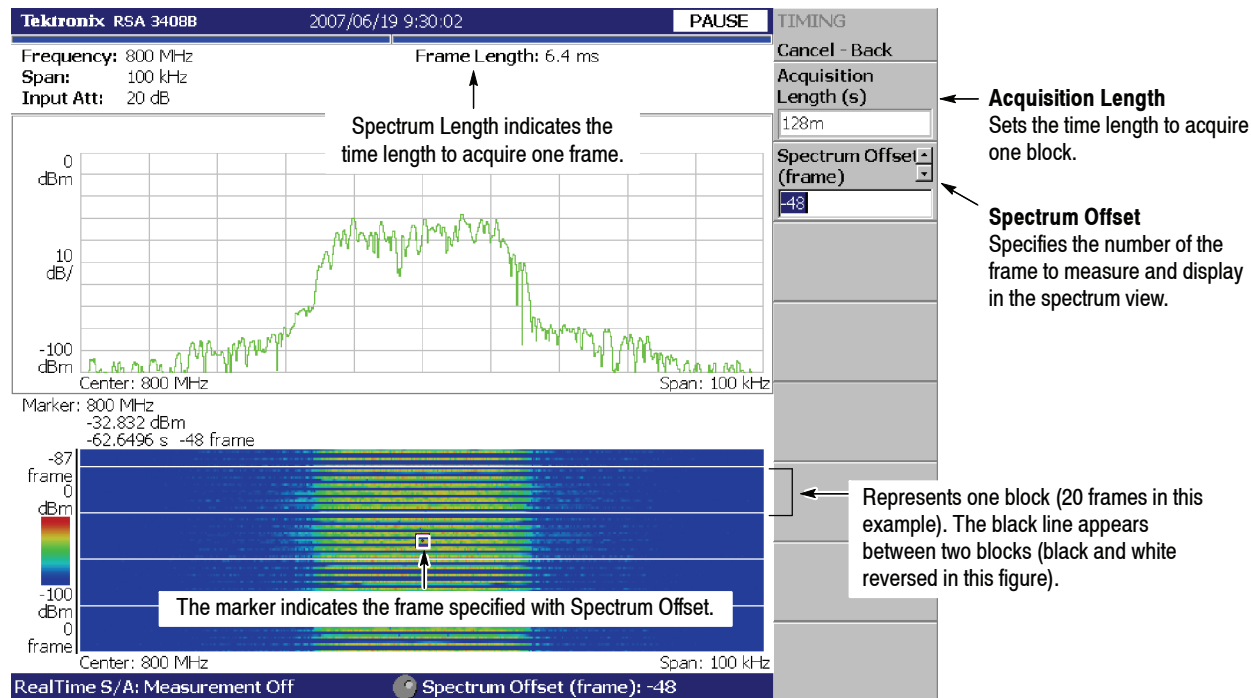 Tektronix RSA 3408B 2007/06/19 9:30:02 PAUSE TIMING
Cancel - Back
Frequency: 800 MHz Frame Length: 6.4 ms
Span: 100 kHz
Input Att: 20 dB
Acquisition
Length (s)
128m
Acquisition Length
Sets the time length to acquire
one block.
Spectrum Length indicates the
time length to acquire one frame.
Spectrum Offset
(frame)
-48
Spectrum Offset
Specifies the number of the
frame to measure and display
in the spectrum view.
0
dBm
10
dB/
-100
dBm
Center: 800 MHz Span: 100 kHz
Marker: 800 MHz
-32.832 dBm
-62.6496 s -48 frame
-87
frame
0
dBm
-100
dBm
0
frame
Represents one block (20 frames in this
example). The black line appears
between two blocks (black and white
reversed in this figure).
The marker indicates the frame specified with Spectrum Offset.
Center: 800 MHz Span: 100 kHz
RealTime S/A: Measurement Off Spectrum Offset (frame): -48